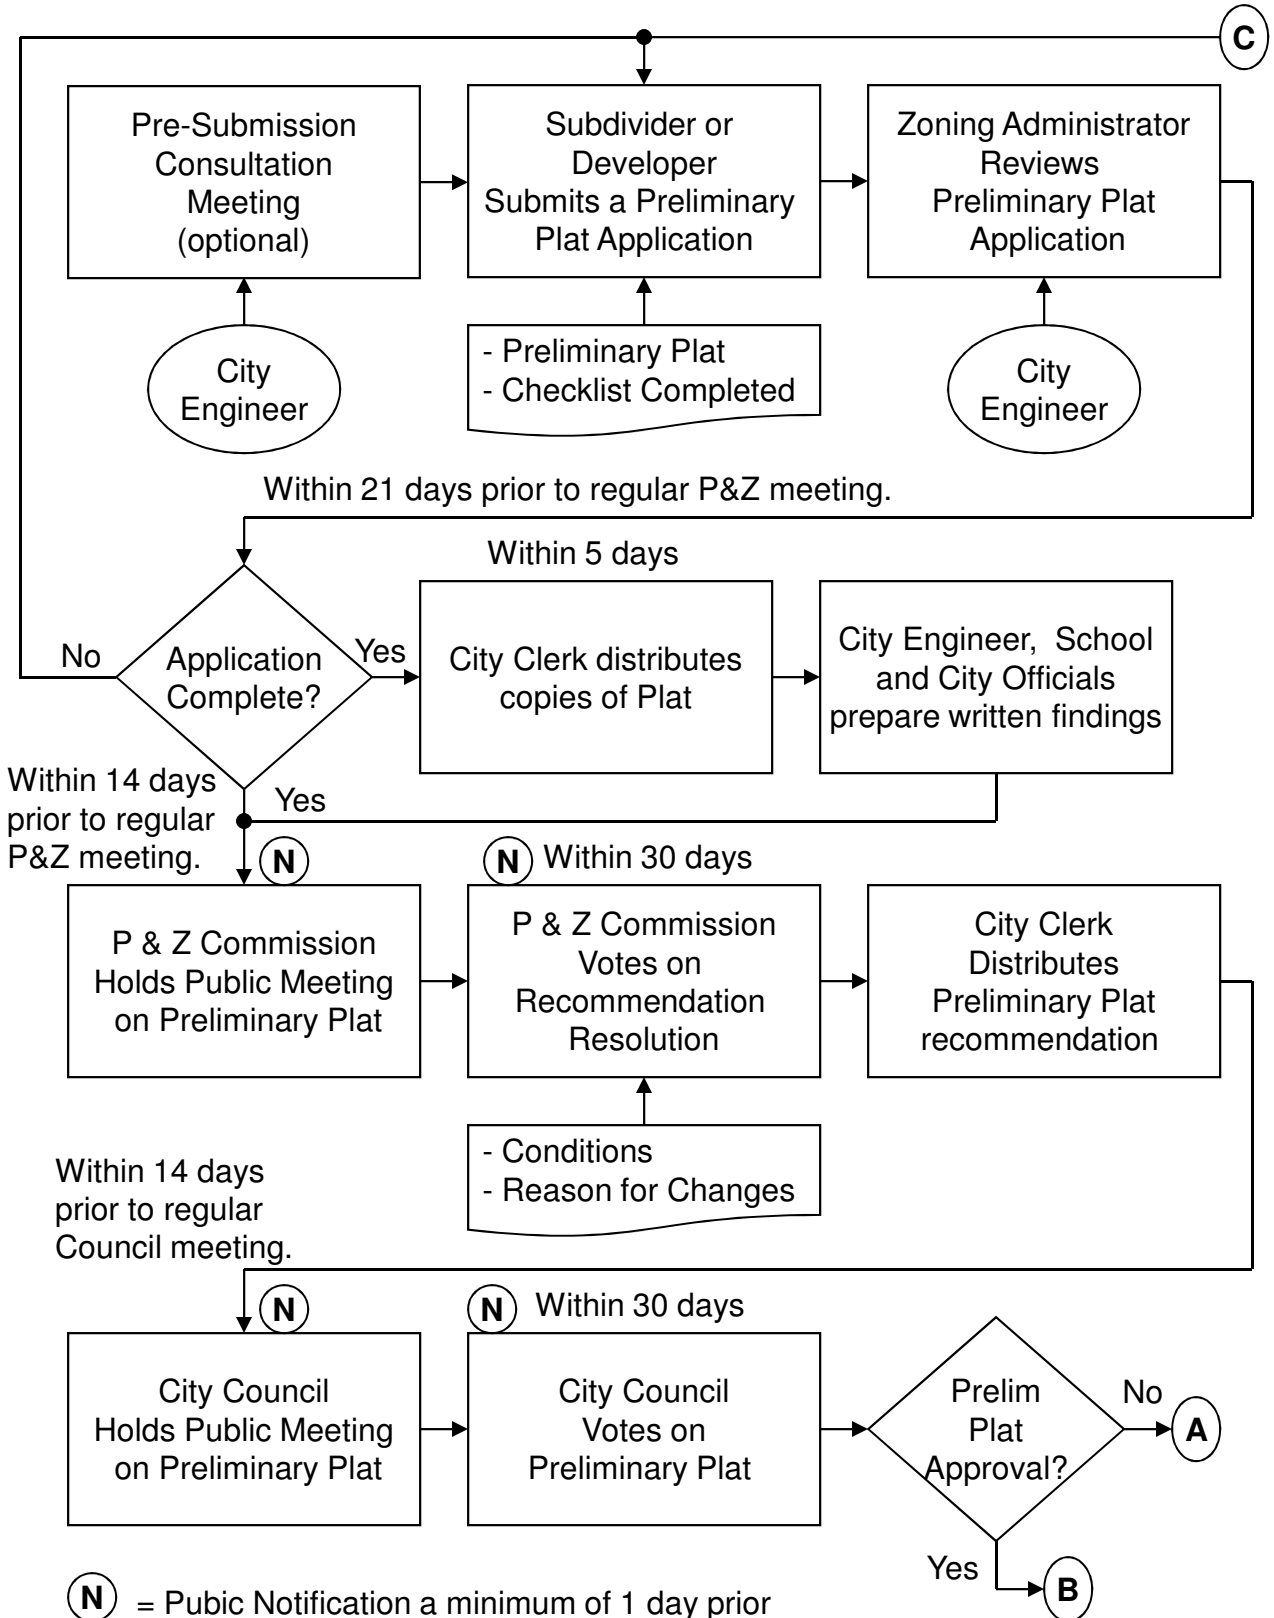 C
Pre-Submission
Consultation
Meeting
(optional)
Subdivider or
Developer
Submits a Preliminary
Plat Application
Zoning Administrator
Reviews
Preliminary Plat
Application
City
Engineer
- Preliminary Plat
- Checklist Completed
City
Engineer
Within 21 days prior to regular P&Z meeting.
Within 5 days
No
Application
Complete?
Yes
City Clerk distributes
copies of Plat
City Engineer,  School
and City Officials
prepare written findings
Within 14 days
prior to regular
P&Z meeting.
Yes
N
N
Within 30 days
P & Z Commission
Holds Public Meeting
on Preliminary Plat
P & Z Commission
Votes on
Recommendation
Resolution
City Clerk
Distributes
Preliminary Plat
recommendation
- Conditions
- Reason for Changes
Within 14 days
prior to regular
Council meeting.
N
N
Within 30 days
City Council
Holds Public Meeting
on Preliminary Plat
City Council
Votes on
Preliminary Plat
Prelim
Plat
Approval?
No
A
Yes
B
N = Pubic Notification a minimum of 1 day prior